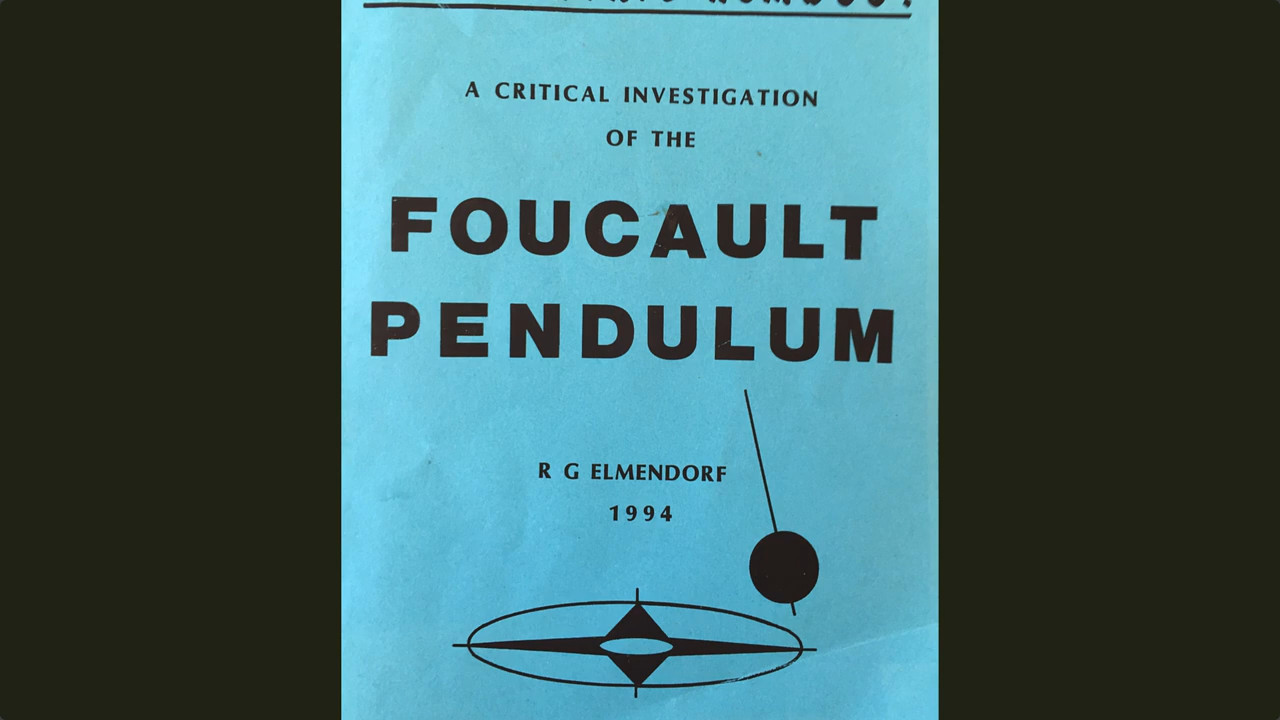 A CRITICAL INVESTIGATION
OF THE
FOUCAULT
PENDULUM
R G ELMENDORF
1994